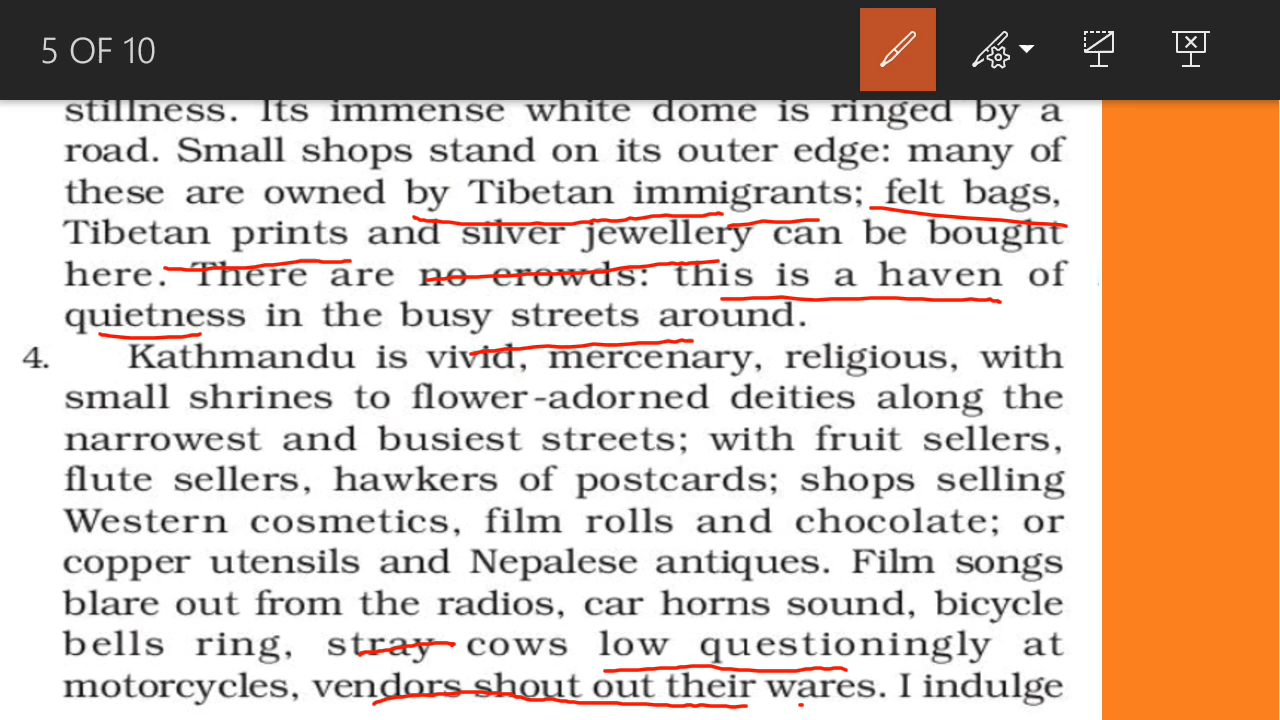 5 OF 10
stillness. Its immense white dome is ringed by a
road. Small shops stand on its outer edge: many of
these are owned by Tibetan immigrants; felt bags,
Tibetan prints and silver jewellery can be bought
here. There are no crowds: this is a haven of
quietness in the busy streets around.
4. Kathmandu is vivid, mercenary, religious, with
small shrines to flower-adorned deities along the
narrowest and busiest streets; with fruit sellers,
flute sellers, hawkers of postcards; shops selling
Western cosmetics, film rolls and chocolate; or
copper utensils and Nepalese antiques. Film songs
blare out from the radios, car horns sound, bicycle
bells ring, stray cows low questioningly at
motorcycles, vendors shout out their wares. I indulge